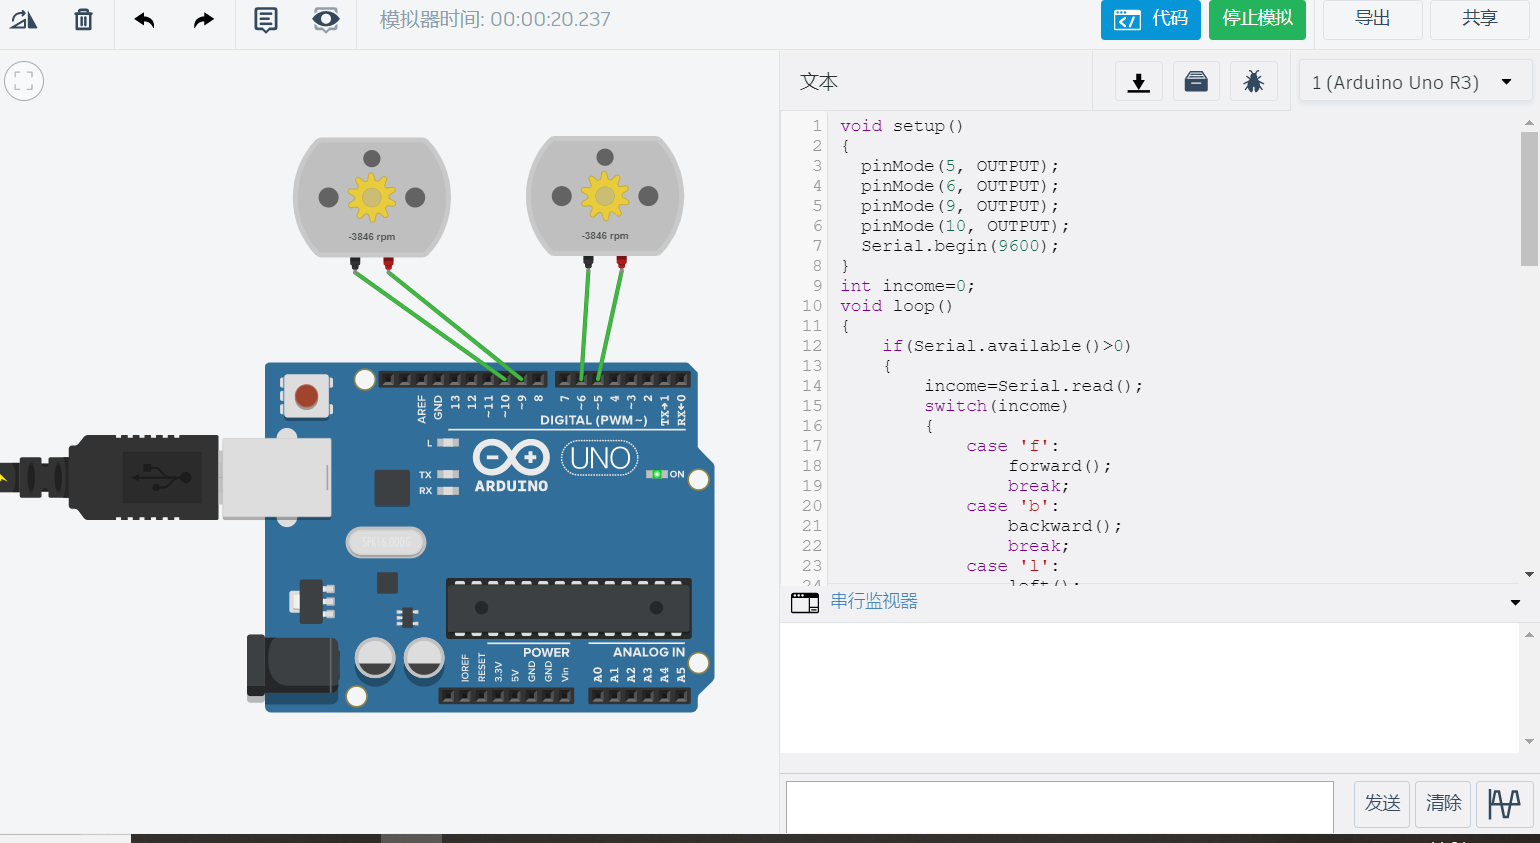 模拟器时间: 00:00:20.237
代码
停止模拟
导出
共享
文本
1 (Arduino Uno R3)
1 void setup()
2 {
3 pinMode(5, OUTPUT);
4 pinMode(6, OUTPUT);
5 pinMode(9, OUTPUT);
6 pinMode(10, OUTPUT);
7 Serial.begin(9600);
8 }
9 int income=0;
10 void loop()
11 {
12 if(Serial.available()>0)
13 {
14 income=Serial.read();
15 switch(income)
16 {
17 case 'f':
18 forward();
19 break;
20 case 'b':
21 backward();
22 break;
23 case 'l':
24 left();
串行监视器
发送
清除
-3846 rpm
-3846 rpm
AREF
GND
13
12
~11
~10
~9
8
7
~6
~5
4
~3
2
TX→1
RX←0
DIGITAL (PWM~)
L
TX
RX
ARDUINO
UNO
ON
POWER
ANALOG IN
IOREF
RESET
3.3V
5V
GND
GND
Vin
A0
A1
A2
A3
A4
A5